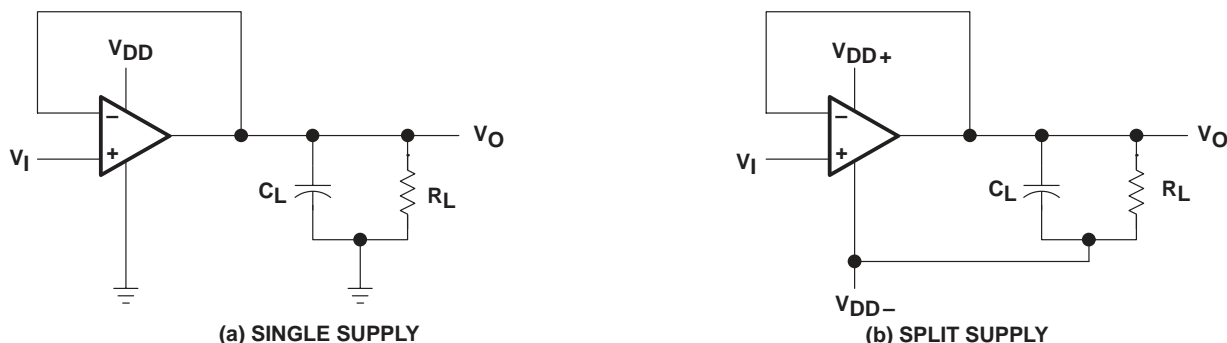 VDD
−
VI
+
VO
CL
RL
(a) SINGLE SUPPLY
VDD+
−
VI
+
VO
CL
RL
VDD−
(b) SPLIT SUPPLY